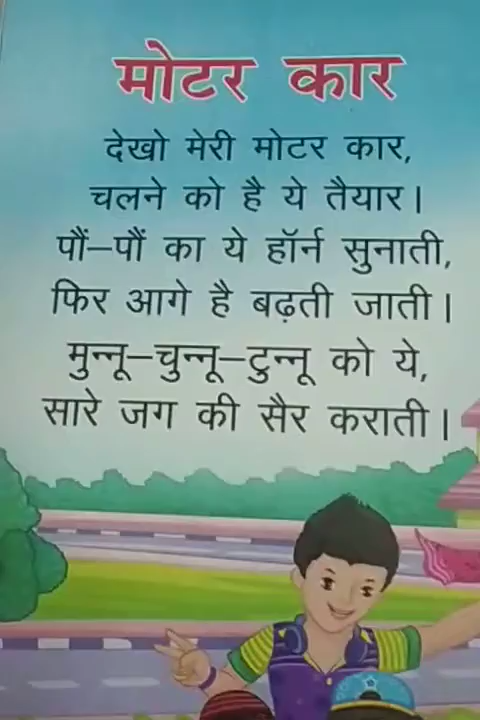 मोटर कार
देखो मेरी मोटर कार,
चलने को है ये तैयार।
पौं–पौं का ये हॉर्न सुनाती,
फिर आगे है बढ़ती जाती।
मुन्नू–चुन्नू–टुन्नू को ये,
सारे जग की सैर कराती।